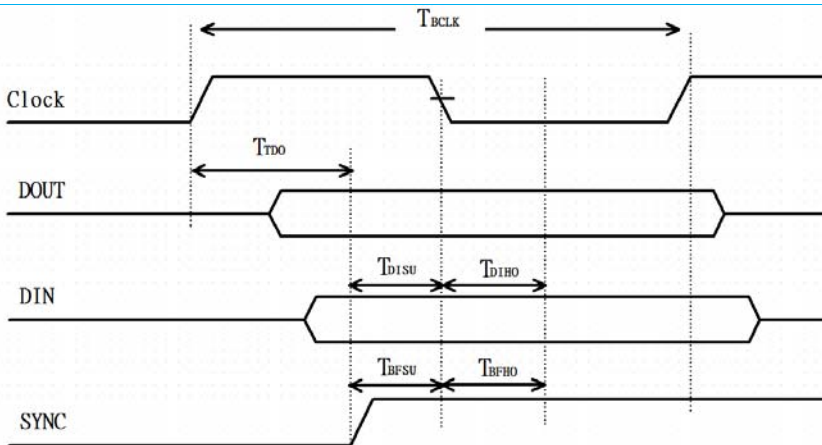 TBCLK
Clock
TTDO
DOUT
TDISU TDIHO
DIN
TBFSU TBFHO
SYNC